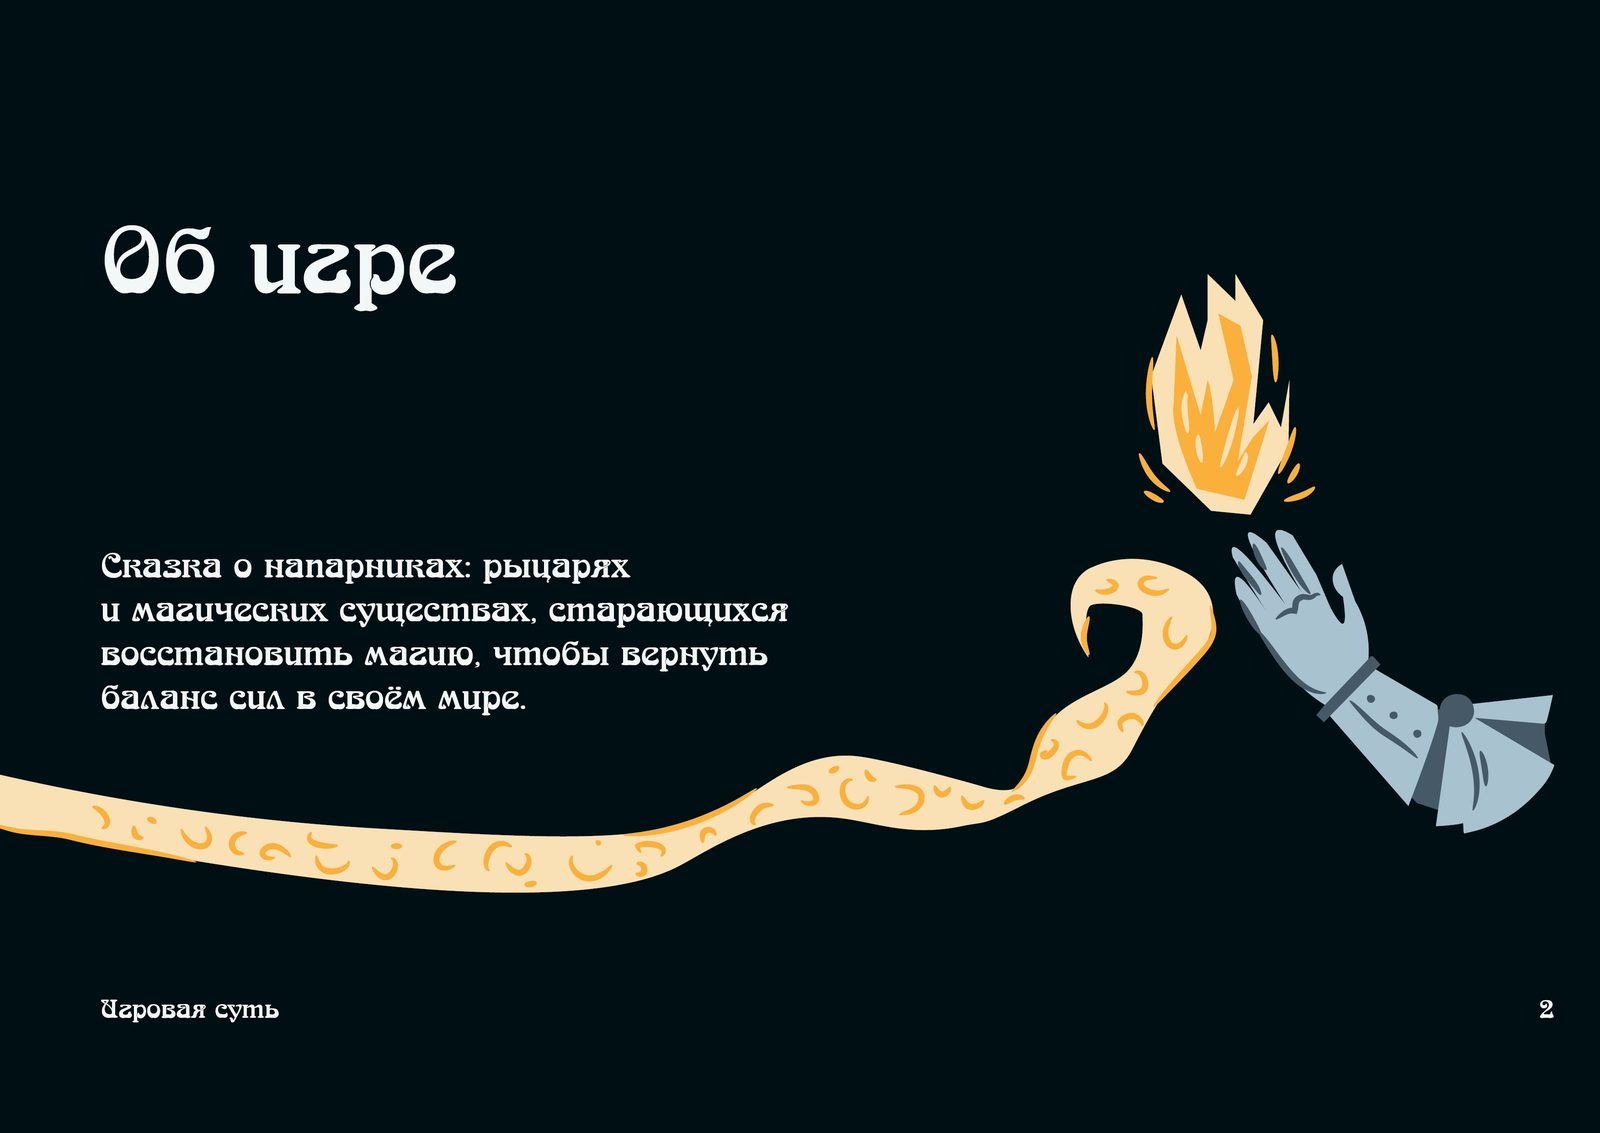 Об игре
Сказка о напарниках: рыцарях
и магических существах, старающихся
восстановить магию, чтобы вернуть
баланс сил в своём мире.
Игровая суть
2